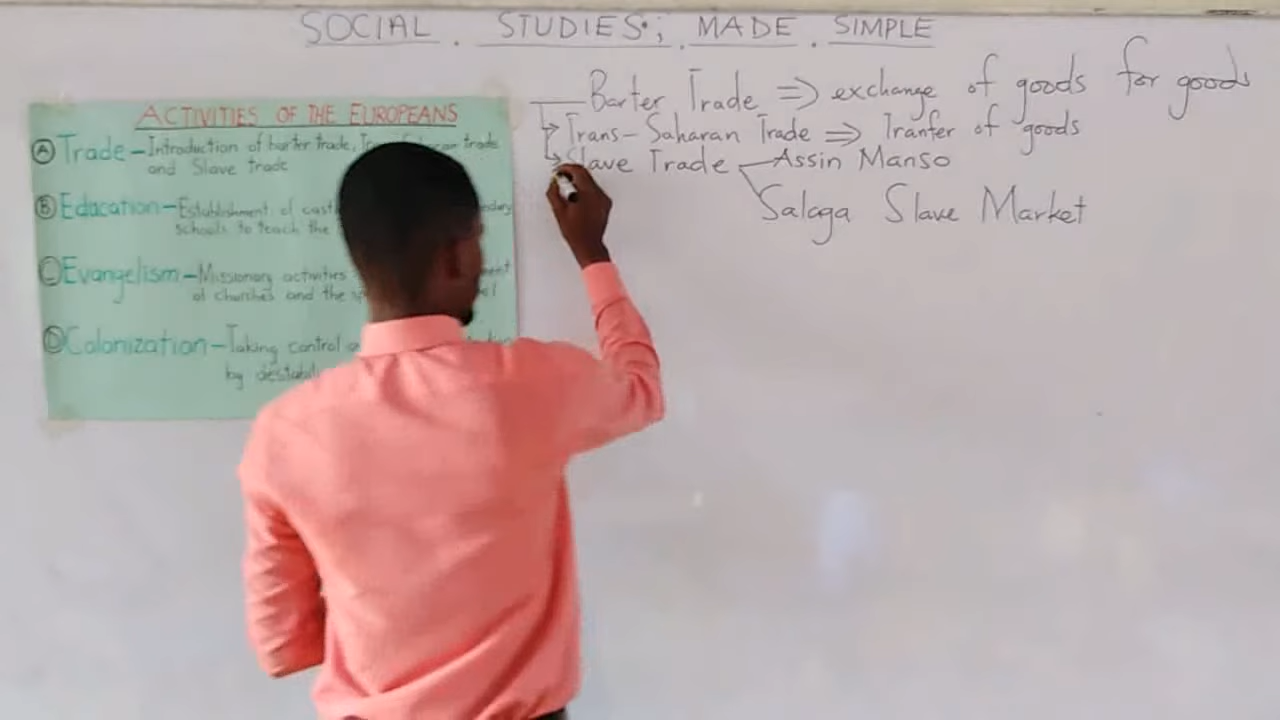 SOCIAL . STUDIES; . MADE . SIMPLE
ACTIVITIES OF THE EUROPEANS
Ⓐ Trade - Introduction of barter trade, trade
and Slave trade
Ⓑ Education - Establishment of
schools to teach the
Ⓒ Evangelism - Missionary activities
of churches and the
Ⓓ Colonization - Taking control
by
Barter Trade ⇒ exchange of goods for goods
Trans-Saharan Trade ⇒ Tranfer of goods
Slave Trade - Assin Manso
Salaga Slave Market